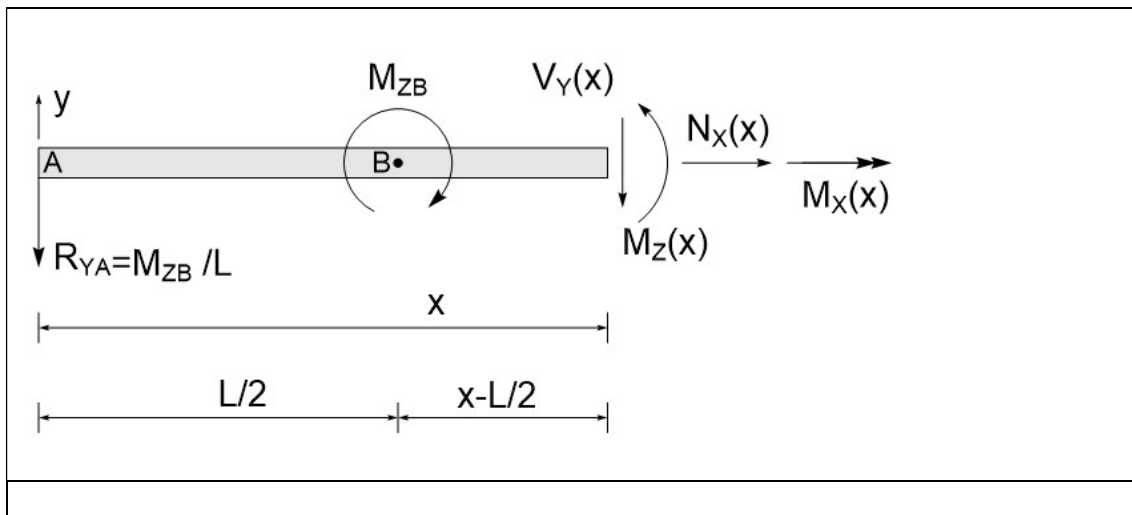 M_ZB
V_Y(x)
y
N_X(x)
A
B
M_X(x)
R_YA=M_ZB /L
M_Z(x)
x
L/2
x-L/2